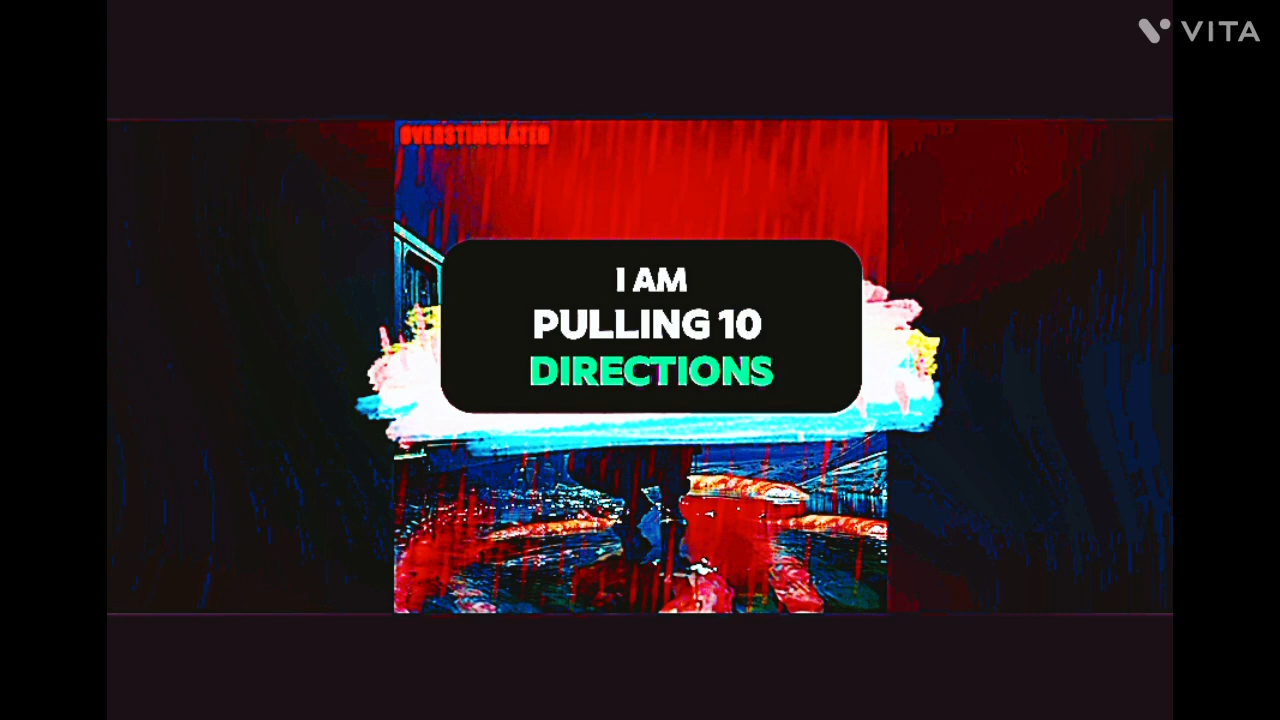 VITA
OVERSTIMULATED
I AM
PULLING 10
DIRECTIONS